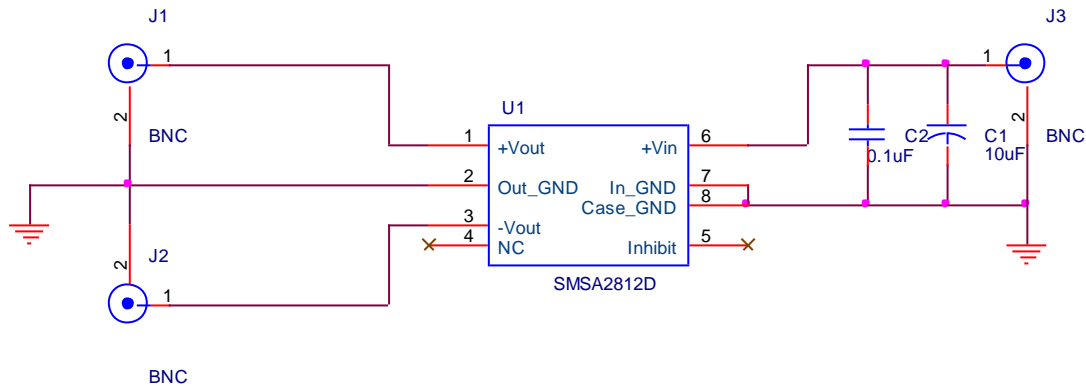 J1
J3
1
1
U1
2
2
BNC
1
+Vout
+Vin
6
C2
C1
BNC
0.1uF
10uF
2
Out_GND
In_GND
7
Case_GND
8
3
-Vout
4
NC
Inhibit
5
J2
2
SMSA2812D
1
BNC